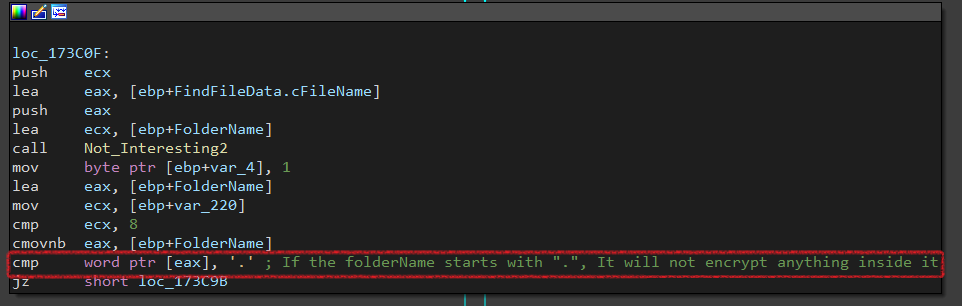 loc_173C0F:
push ecx
lea eax, [ebp+FindFileData.cFileName]
push eax
lea ecx, [ebp+FolderName]
call Not_Interesting2
mov byte ptr [ebp+var_4], 1
lea eax, [ebp+FolderName]
mov ecx, [ebp+var_220]
cmp ecx, 8
cmovnb eax, [ebp+FolderName]
cmp word ptr [eax], '.' ; If the folderName starts with ".", It will not encrypt anything inside it
jz short loc_173C9B